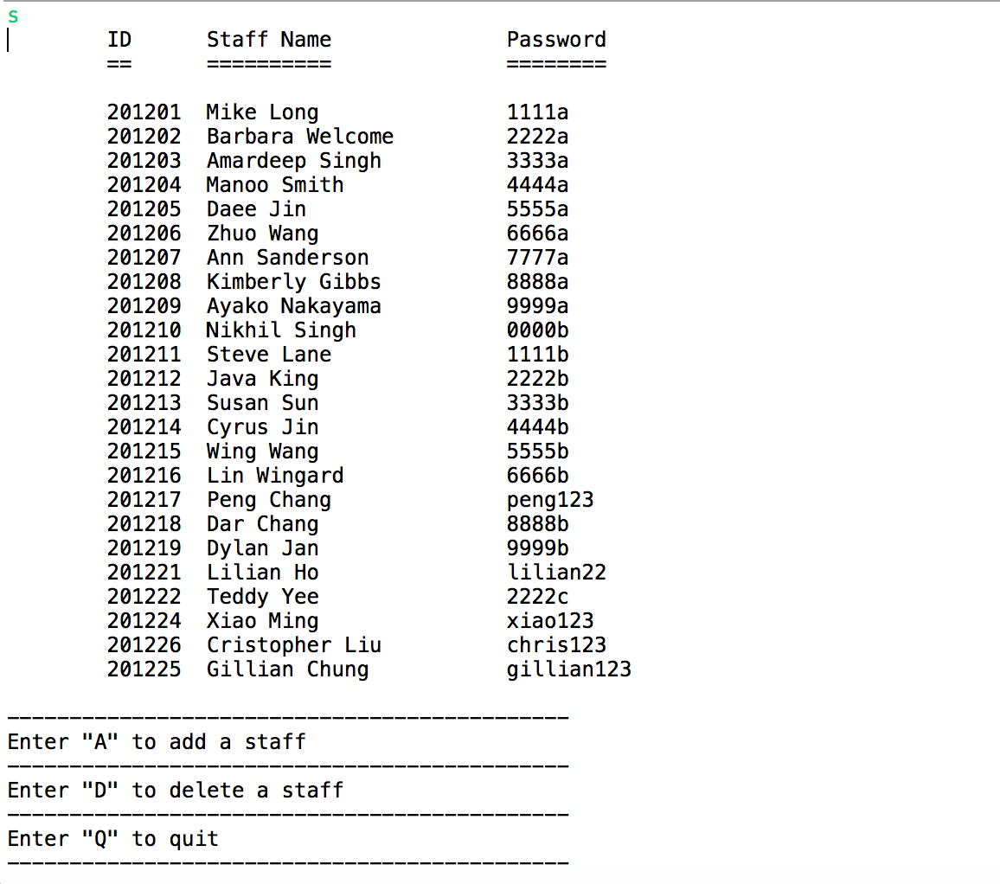 s
ID Staff Name Password
== ========== ========
201201 Mike Long 1111a
201202 Barbara Welcome 2222a
201203 Amardeep Singh 3333a
201204 Manoo Smith 4444a
201205 Daee Jin 5555a
201206 Zhuo Wang 6666a
201207 Ann Sanderson 7777a
201208 Kimberly Gibbs 8888a
201209 Ayako Nakayama 9999a
201210 Nikhil Singh 0000b
201211 Steve Lane 1111b
201212 Java King 2222b
201213 Susan Sun 3333b
201214 Cyrus Jin 4444b
201215 Wing Wang 5555b
201216 Lin Wingard 6666b
201217 Peng Chang peng123
201218 Dar Chang 8888b
201219 Dylan Jan 9999b
201221 Lilian Ho lilian22
201222 Teddy Yee 2222c
201224 Xiao Ming xiao123
201226 Cristopher Liu chris123
201225 Gillian Chung gillian123
---------------------------------------------
Enter "A" to add a staff
---------------------------------------------
Enter "D" to delete a staff
---------------------------------------------
Enter "Q" to quit
---------------------------------------------